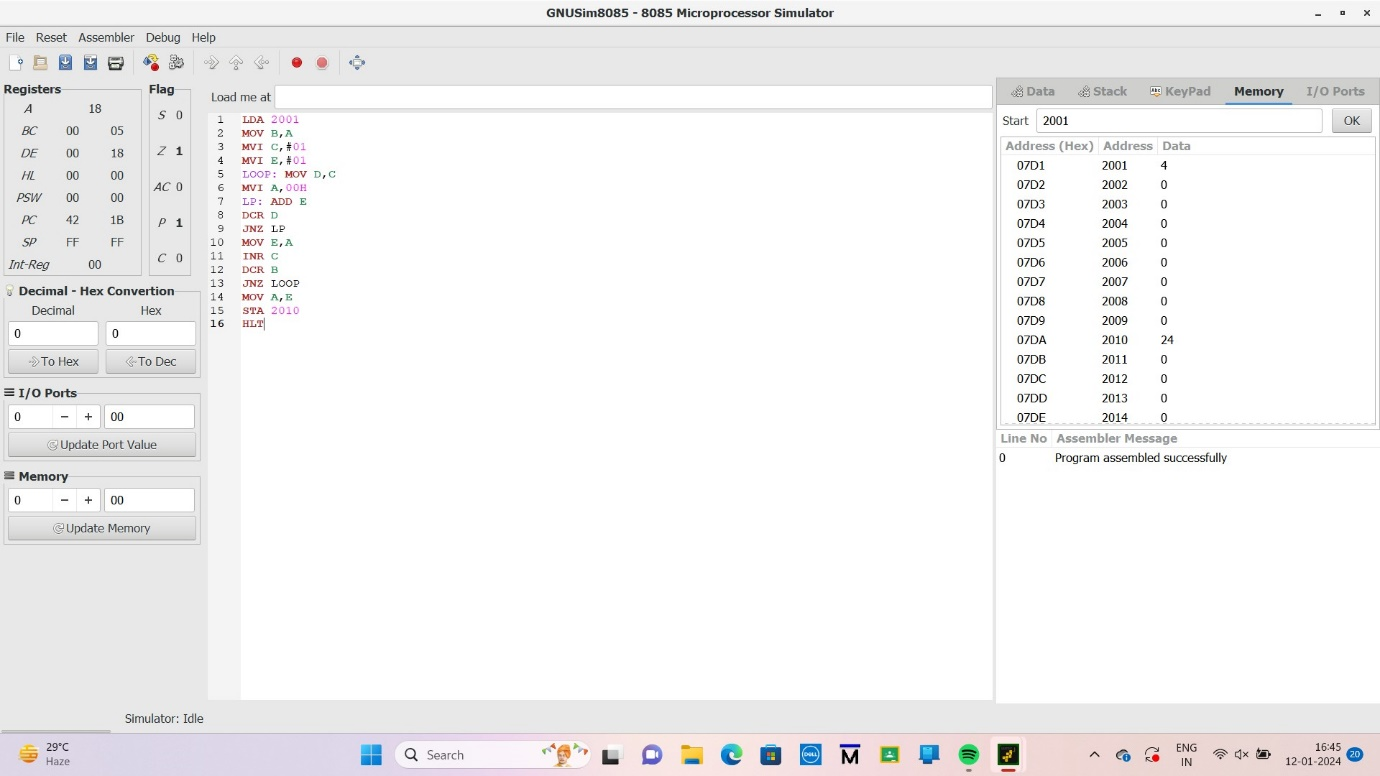 GNUSim8085 - 8085 Microprocessor Simulator
File Reset Assembler Debug Help
Registers
A 18
BC 00 05
DE 00 18
HL 00 00
PSW 00 00
PC 42 1B
SP FF FF
Int-Reg 00
Flag
S 0
Z 1
AC 0
P 1
C 0
Decimal - Hex Convertion
Decimal Hex
0 0
To Hex To Dec
I/O Ports
0 − + 00
Update Port Value
Memory
0 − + 00
Update Memory
Load me at
1 LDA 2001
2 MOV B,A
3 MVI C,#01
4 MVI E,#01
5 LOOP: MOV D,C
6 MVI A,00H
7 LP: ADD E
8 DCR D
9 JNZ LP
10 MOV E,A
11 INR C
12 DCR B
13 JNZ LOOP
14 MOV A,E
15 STA 2010
16 HLT
Data Stack Abc KeyPad Memory I/O Ports
Start 2001 OK
Address (Hex) Address Data
07D1 2001 4
07D2 2002 0
07D3 2003 0
07D4 2004 0
07D5 2005 0
07D6 2006 0
07D7 2007 0
07D8 2008 0
07D9 2009 0
07DA 2010 24
07DB 2011 0
07DC 2012 0
07DD 2013 0
07DE 2014 0
Line No Assembler Message
0 Program assembled successfully
Simulator: Idle
29°C
Haze
Search
DELL
M
ENG
IN
16:45
12-01-2024
20